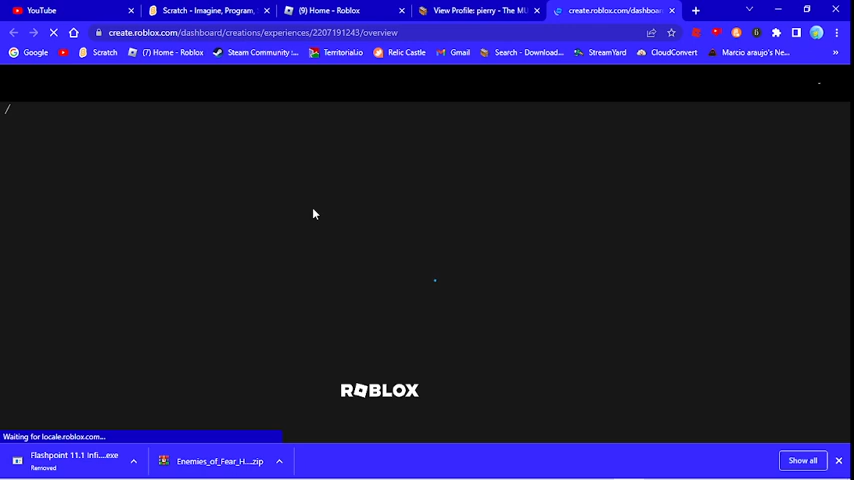 YouTube
Scratch - Imagine, Program,
(9) Home - Roblox
View Profile: pierry - The MU
create.roblox.com/dashboar
create.roblox.com/dashboard/creations/experiences/2207191243/overview
Google
Scratch
(7) Home - Roblox
Steam Community :...
Territorial.io
Relic Castle
Gmail
Search - Download...
StreamYard
CloudConvert
Marcio araujo's Ne...
»
/
ROBLOX
Waiting for locale.roblox.com...
Flashpoint 11.1 Infi....exe
Removed
Enemies_of_Fear_H....zip
Show all